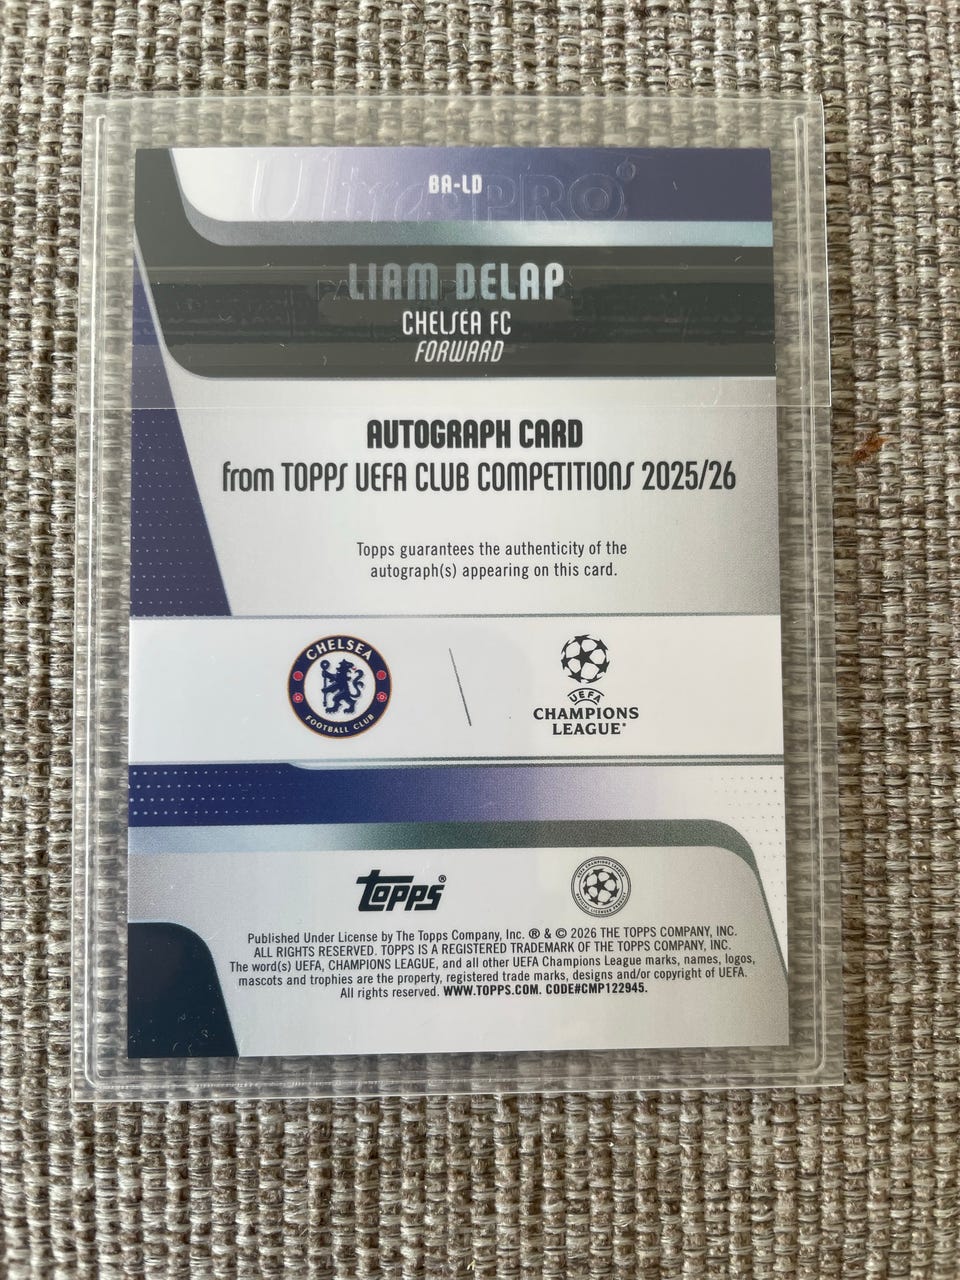 BA-LD
Ultra•PRO®
LIAM DELAP
CHELSEA FC
FORWARD
AUTOGRAPH CARD
from TOPPS UEFA CLUB COMPETITIONS 2025/26
Topps guarantees the authenticity of the
autograph(s) appearing on this card.
CHELSEA
FOOTBALL CLUB
UEFA
CHAMPIONS
LEAGUE®
Topps®
Published Under License by The Topps Company, Inc. ® & © 2026 THE TOPPS COMPANY, INC.
ALL RIGHTS RESERVED. TOPPS IS A REGISTERED TRADEMARK OF THE TOPPS COMPANY, INC.
The word(s) UEFA, CHAMPIONS LEAGUE, and all other UEFA Champions League marks, names, logos,
mascots and trophies are the property, registered trade marks, designs and/or copyright of UEFA.
All rights reserved. WWW.TOPPS.COM. CODE#CMP122945.